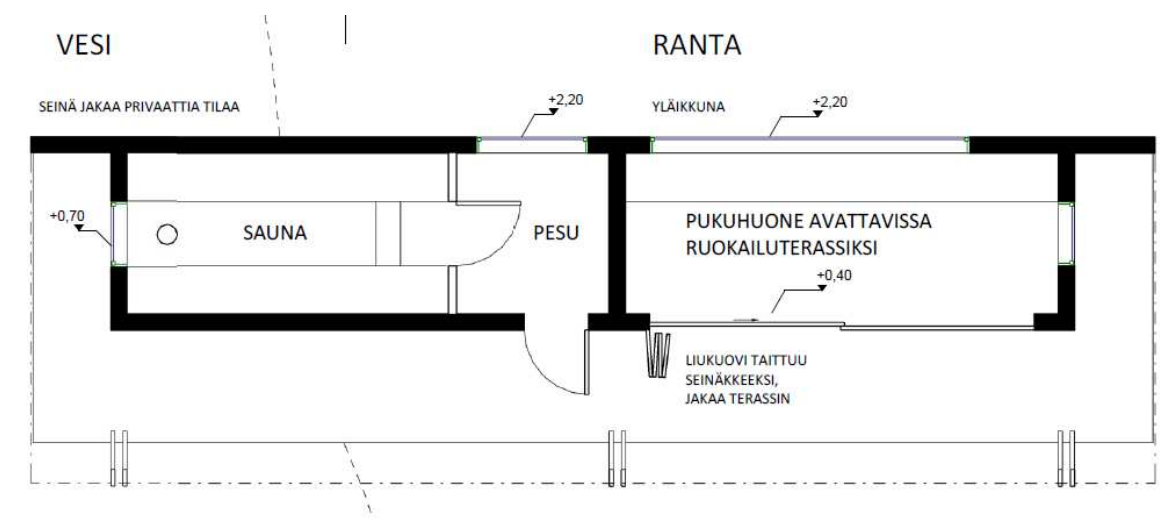 VESI
RANTA
SEINÄ JAKAA PRIVAATTIA TILAA
+2,20
YLÄIKKUNA
+2,20
+0,70
SAUNA
PESU
PUKUHUONE AVATTAVISSA
RUOKAILUTERASSIKSI
+0,40
LIUKUOVI TAITTUU
SEINÄKKEEKSI,
JAKAA TERASSIN